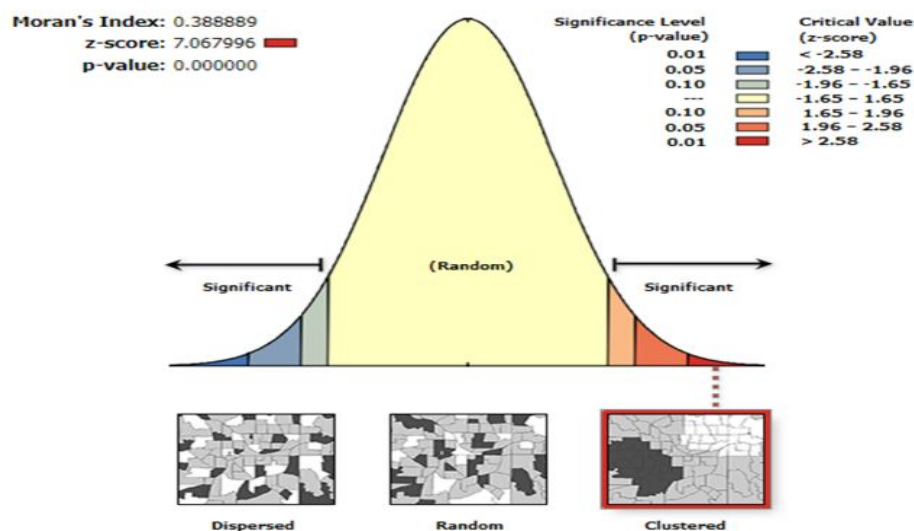 Moran's Index: 0.388889
z-score: 7.067996
p-value: 0.000000
Significance Level
(p-value)
0.01
0.05
0.10
---
0.10
0.05
0.01
Critical Value
(z-score)
< -2.58
-2.58 – -1.96
-1.96 – -1.65
-1.65 – 1.65
1.65 – 1.96
1.96 – 2.58
> 2.58
Significant
(Random)
Significant
Dispersed
Random
Clustered